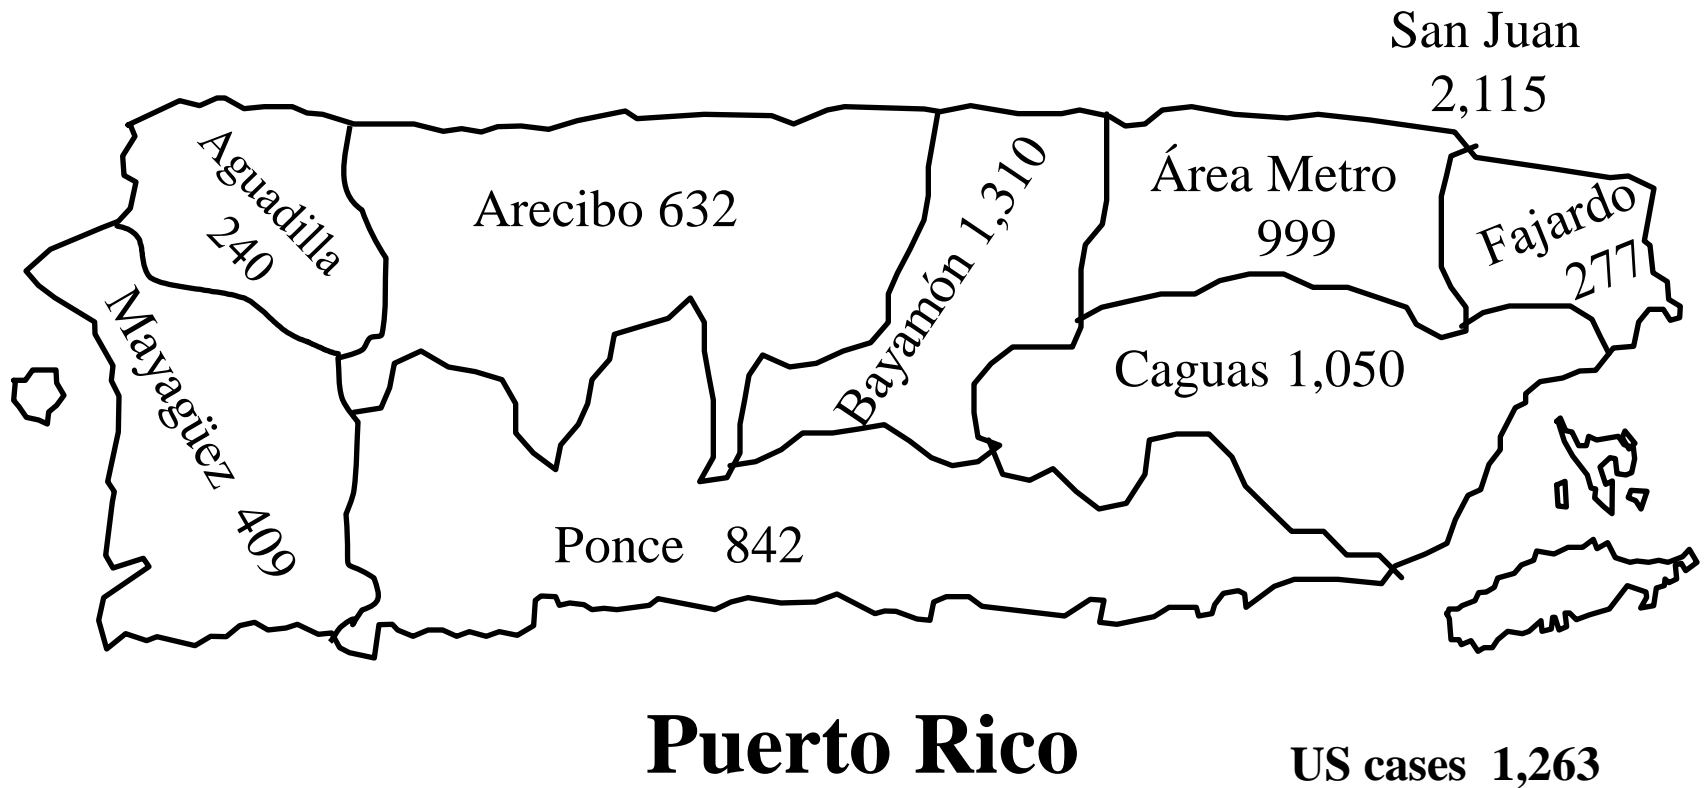 San Juan
2,115
Aguadilla
240
Arecibo 632
Bayamón 1,310
Área Metro
999
Fajardo
277
Mayagüez 409
Caguas 1,050
Ponce 842
Puerto Rico
US cases 1,263